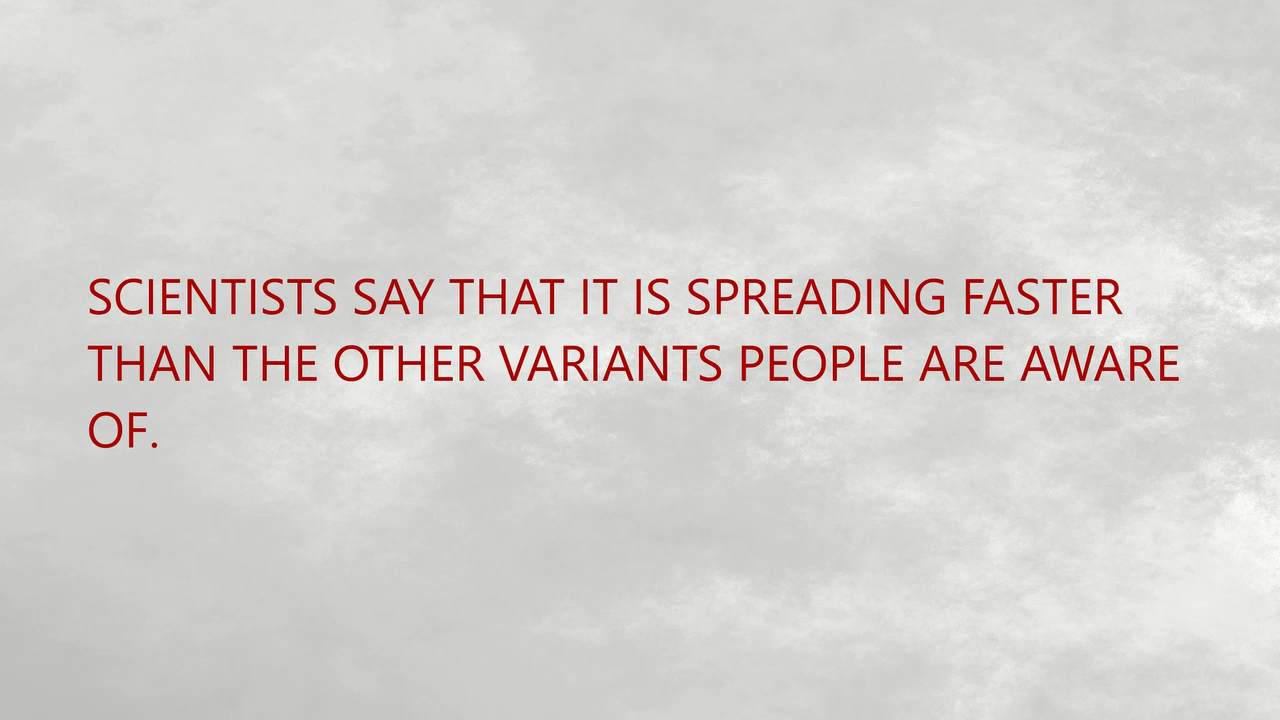 SCIENTISTS SAY THAT IT IS SPREADING FASTER
THAN THE OTHER VARIANTS PEOPLE ARE AWARE
OF.